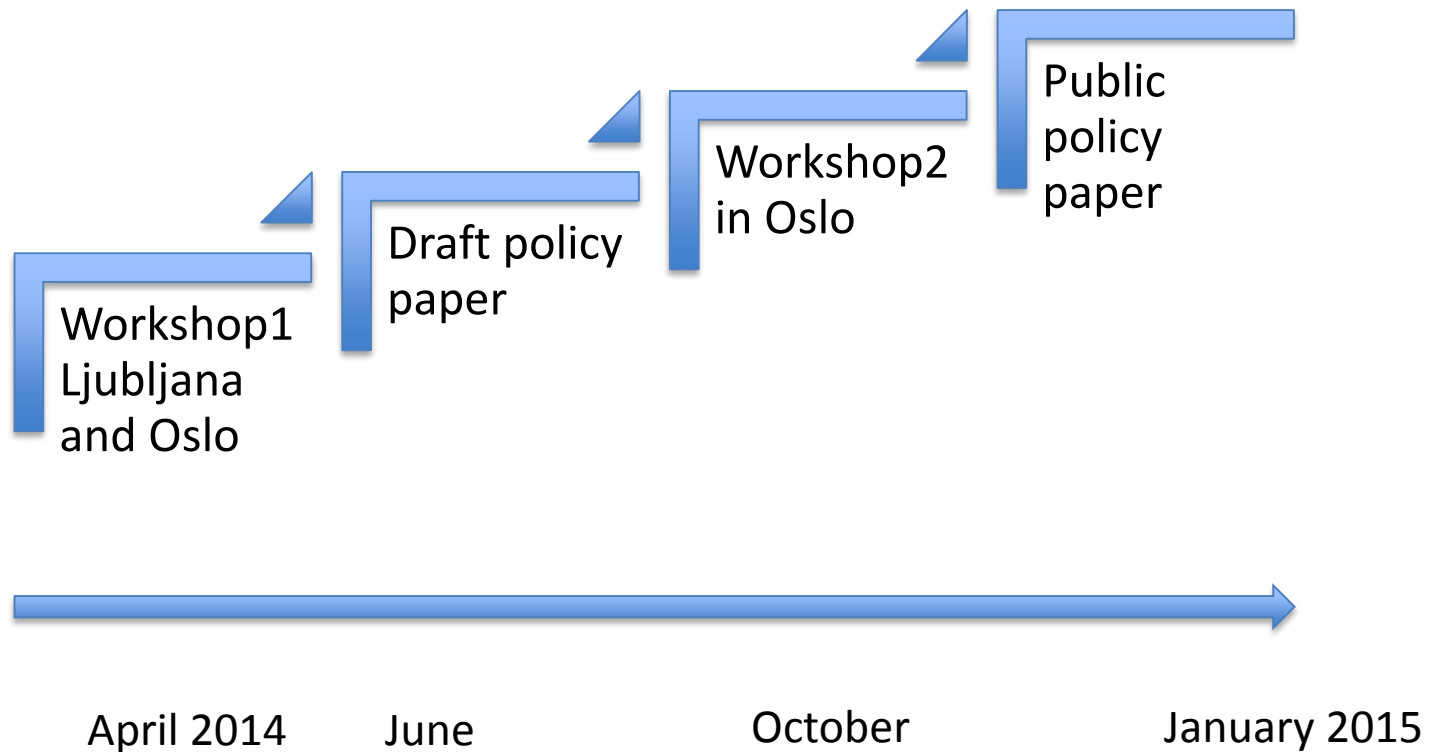 Workshop1
Ljubljana
and Oslo
Draft policy
paper
Workshop2
in Oslo
Public
policy
paper
April 2014
June
October
January 2015